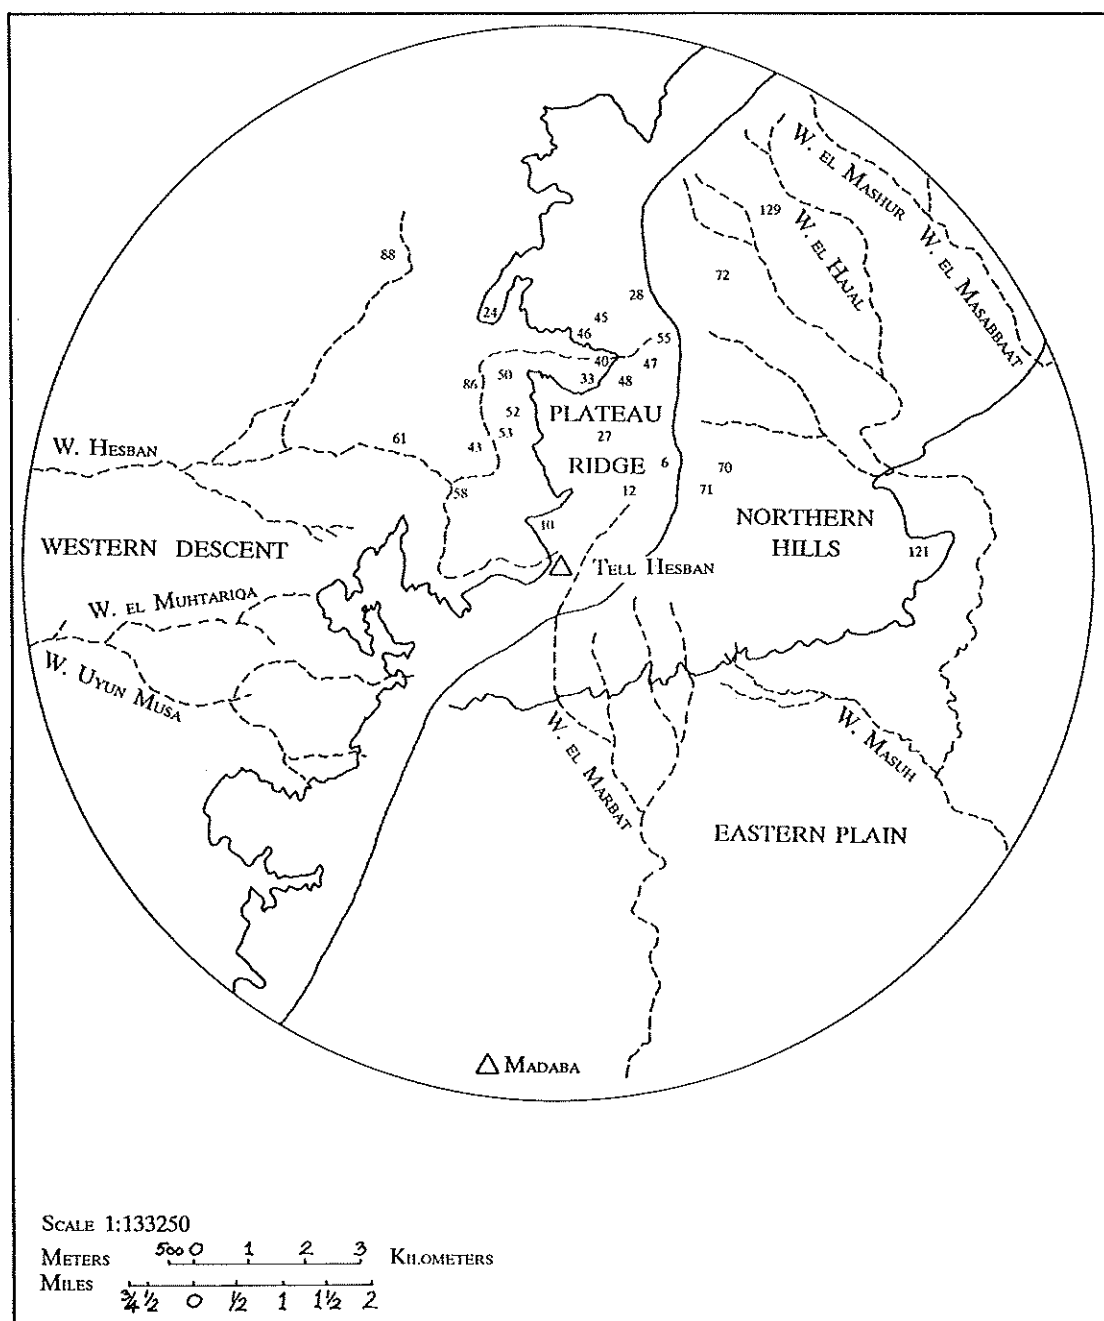 W. EL MASHUR
129
W. EL HAJAL
W. EL MASABBAAT
88
72
28
24
45
46
55
40
47
50
33
48
86
52
PLATEAU
53
27
61
43
W. HESBAN
RIDGE
6
70
58
12
71
10
NORTHERN
HILLS
121
WESTERN DESCENT
TELL HESBAN
W. EL MUHTARIQA
W. UYUN MUSA
W. EL MARBAT
W. MASUH
EASTERN PLAIN
MADABA
SCALE 1:133250
METERS 500 0 1 2 3 KILOMETERS
MILES
¾ ½ 0 ½ 1 1½ 2